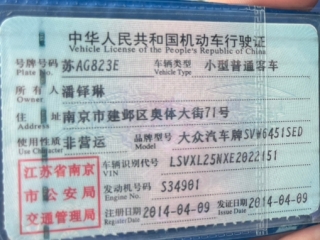 中华人民共和国机动车行驶证
Vehicle License of the People's Republic of China
号牌号码 苏AG823E 车辆类型 小型普通客车
Plate No. Vehicle Type
所有人 潘铎琳
Owner
住址 南京市建邺区奥体大街71号
Address
使用性质 非营运 品牌型号 大众汽车牌SVW6451SED
Use Character Model
江苏省南京市公安局交通管理局
车辆识别代号 LSVXL25NXE2022151
VIN
发动机号码 S34901
Engine No.
注册日期 2014-04-09 发证日期 2014-04-09
Register Date Issue Date